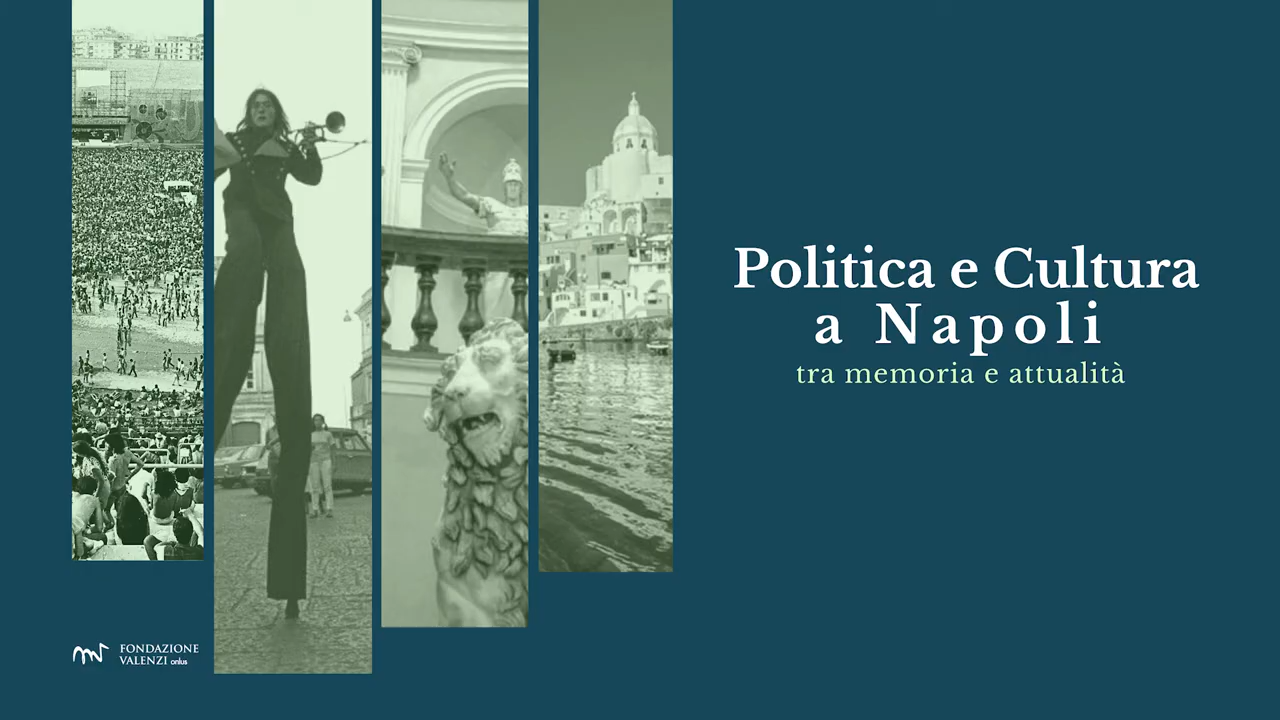 Politica e Cultura
a Napoli
tra memoria e attualità
FONDAZIONE
VALENZI onlus